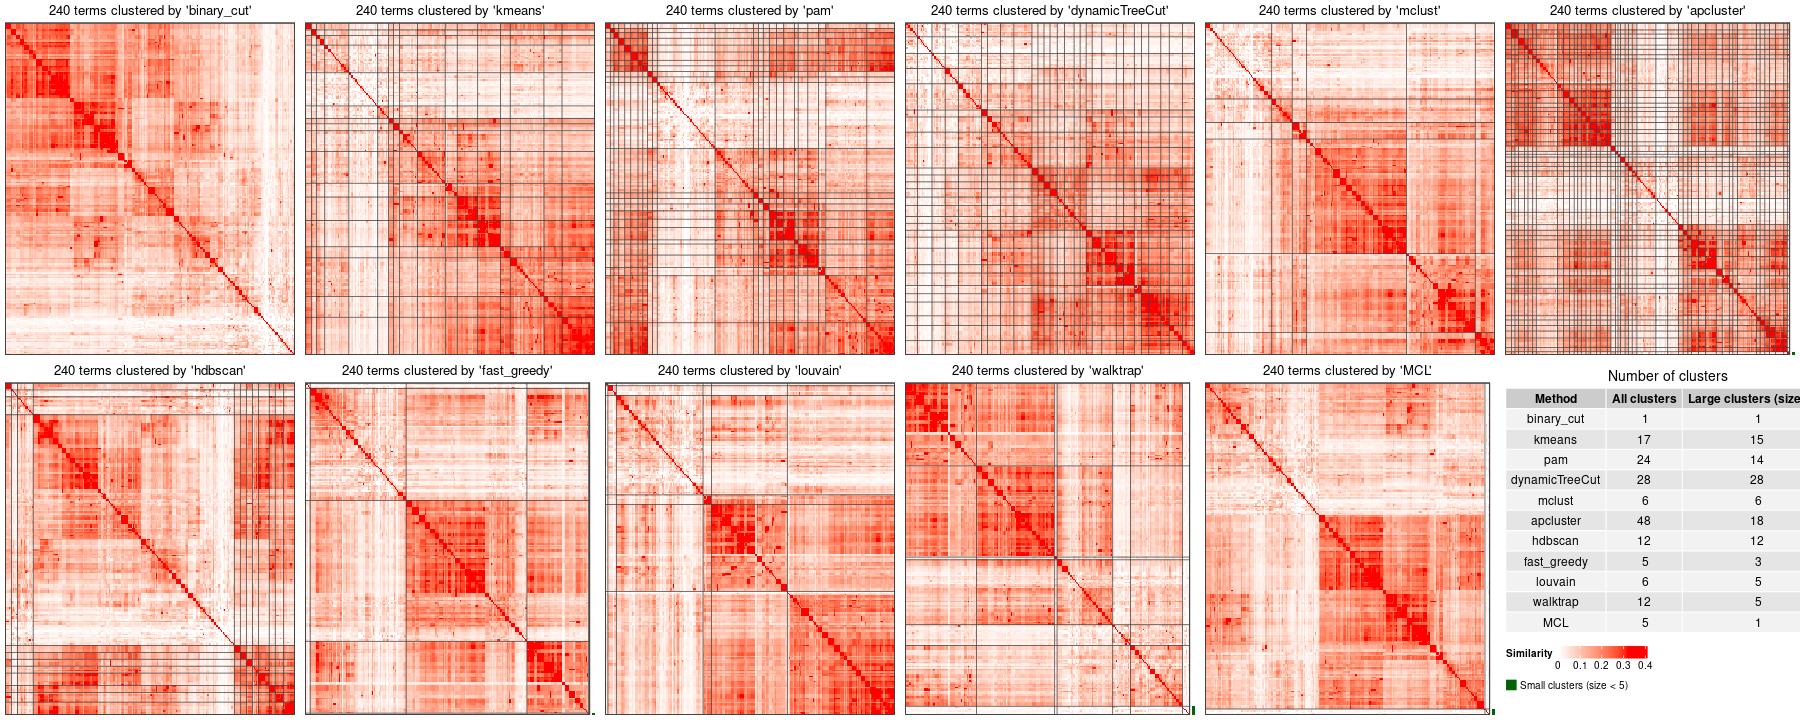 240 terms clustered by 'binary_cut'
240 terms clustered by 'kmeans'
240 terms clustered by 'pam'
240 terms clustered by 'dynamicTreeCut'
240 terms clustered by 'mclust'
240 terms clustered by 'apcluster'
240 terms clustered by 'hdbscan'
240 terms clustered by 'fast_greedy'
240 terms clustered by 'louvain'
240 terms clustered by 'walktrap'
240 terms clustered by 'MCL'
Number of clusters
Method All clusters Large clusters (size
binary_cut 1 1
kmeans 17 15
pam 24 14
dynamicTreeCut 28 28
mclust 6 6
apcluster 48 18
hdbscan 12 12
fast_greedy 5 3
louvain 6 5
walktrap 12 5
MCL 5 1
Similarity
0 0.1 0.2 0.3 0.4
Small clusters (size < 5)